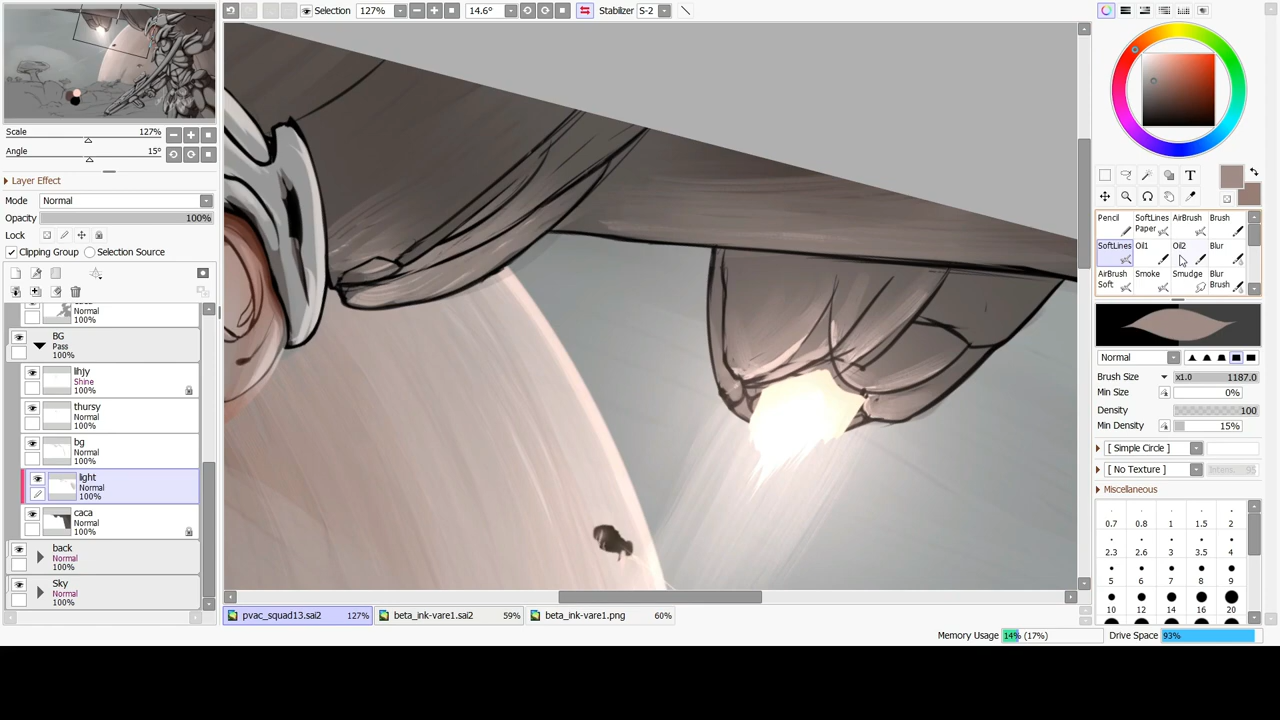 Selection 127% 14.6° Stabilizer S-2
Scale 127%
Angle 15°
Layer Effect
Mode Normal
Opacity 100%
Lock
Clipping Group Selection Source
100%
BG
Pass
100%
lihjy
Shine
100%
thursy
Normal
100%
bg
Normal
100%
light
Normal
100%
caca
Normal
100%
back
Normal
100%
Sky
Normal
100%
pvac_squad13.sai2 127% beta_ink-vare1.sai2 59% beta_ink-vare1.png 60%
Memory Usage 14% (17%) Drive Space 93%
T
Pencil SoftLines Paper AirBrush Brush
SoftLines Oil1 Oil2 Blur
AirBrush Soft Smoke Smudge Blur Brush
Normal
Brush Size x1.0 1187.0
Min Size 0%
Density 100
Min Density 15%
[ Simple Circle ]
[ No Texture ] Intens. 95
Miscellaneous
0.7 0.8 1 1.5 2
2.3 2.6 3 3.5 4
5 6 7 8 9
10 12 14 16 20